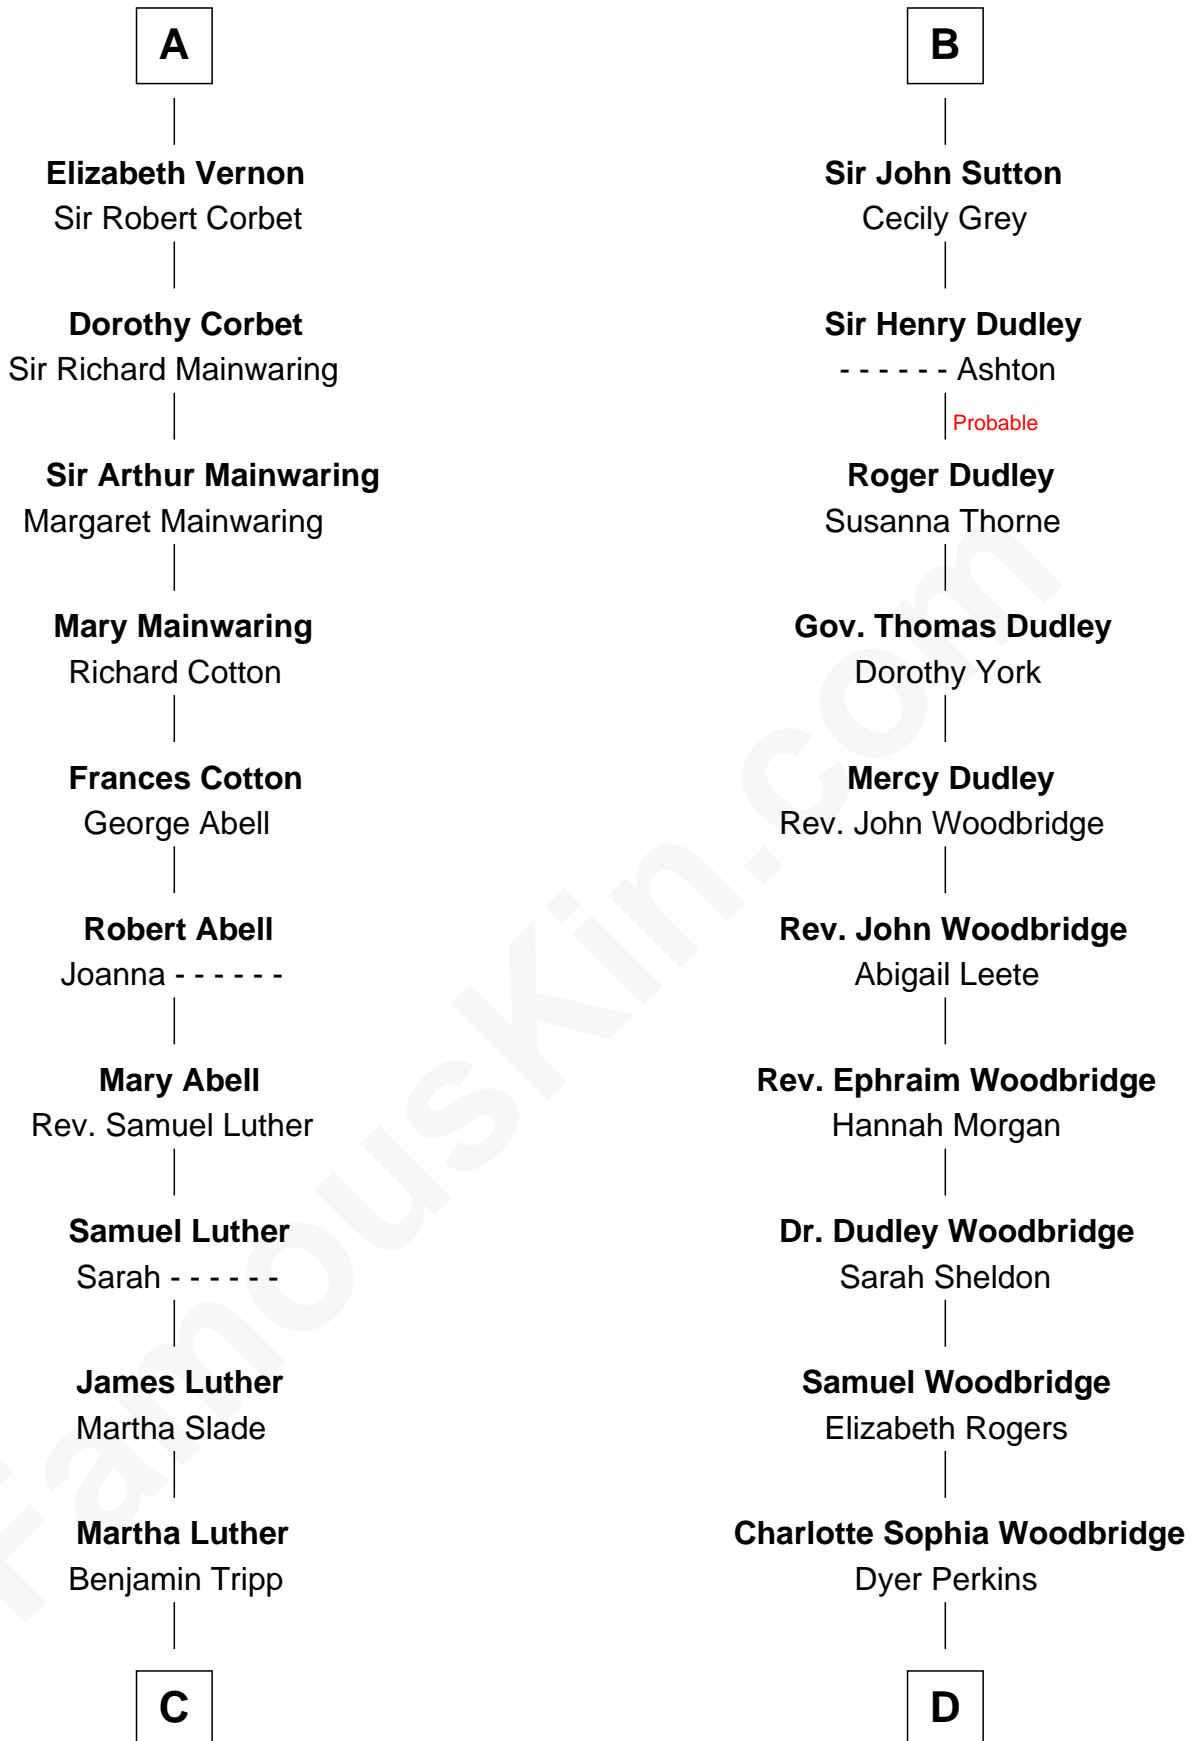 A
Elizabeth Vernon
Sir Robert Corbet
Dorothy Corbet
Sir Richard Mainwaring
Sir Arthur Mainwaring
Margaret Mainwaring
Mary Mainwaring
Richard Cotton
Frances Cotton
George Abell
Robert Abell
Joanna - - - - - -
Mary Abell
Rev. Samuel Luther
Samuel Luther
Sarah - - - - - -
James Luther
Martha Slade
Martha Luther
Benjamin Tripp
C
B
Sir John Sutton
Cecily Grey
Sir Henry Dudley
- - - - - - Ashton
Probable
Roger Dudley
Susanna Thorne
Gov. Thomas Dudley
Dorothy York
Mercy Dudley
Rev. John Woodbridge
Rev. John Woodbridge
Abigail Leete
Rev. Ephraim Woodbridge
Hannah Morgan
Dr. Dudley Woodbridge
Sarah Sheldon
Samuel Woodbridge
Elizabeth Rogers
Charlotte Sophia Woodbridge
Dyer Perkins
D
FamousKin.com